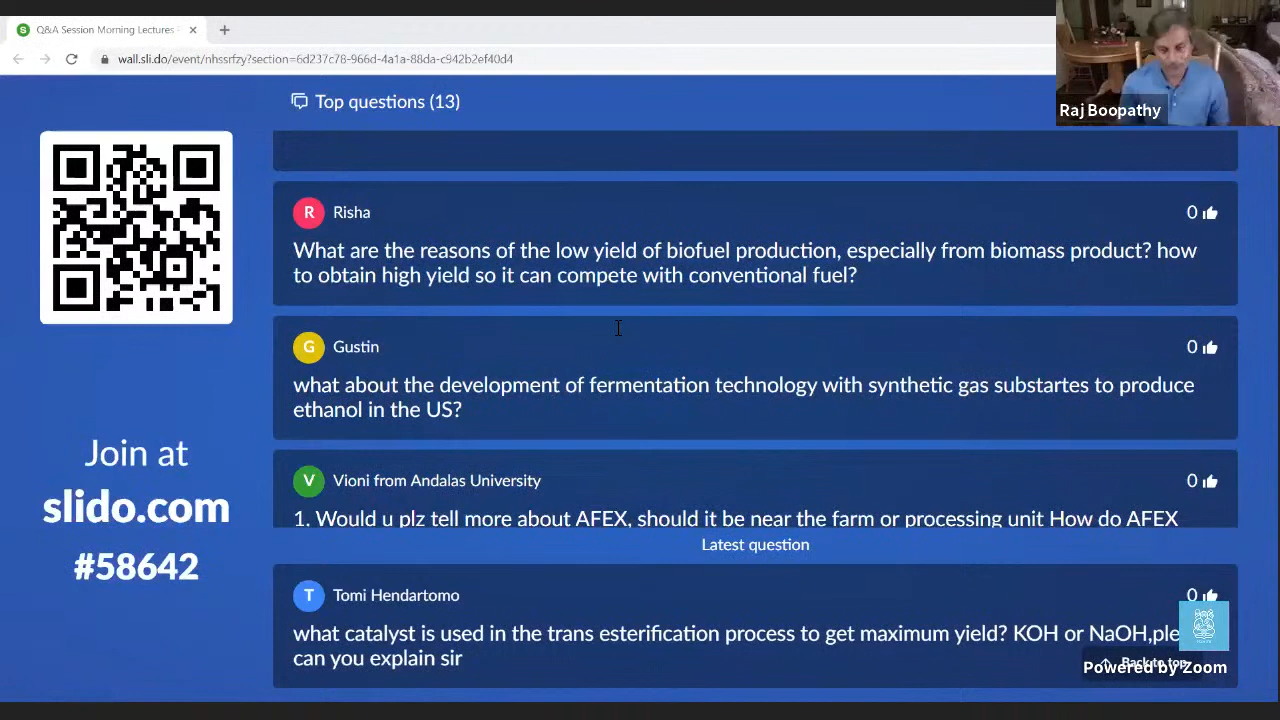 Q&A Session Morning Lectures
wall.sli.do/event/nhssrfzy?section=6d237c78-966d-4a1a-88da-c942b2ef40d4
Raj Boopathy
Top questions (13)
R Risha 0
What are the reasons of the low yield of biofuel production, especially from biomass product? how
to obtain high yield so it can compete with conventional fuel?
G Gustin 0
what about the development of fermentation technology with synthetic gas substartes to produce
ethanol in the US?
V Vioni from Andalas University 0
1. Would u plz tell more about AFEX, should it be near the farm or processing unit How do AFEX
Latest question
T Tomi Hendartomo 0
what catalyst is used in the trans esterification process to get maximum yield? KOH or NaOH,ple
can you explain sir
Back to top
Powered by Zoom
Join at
slido.com
#58642